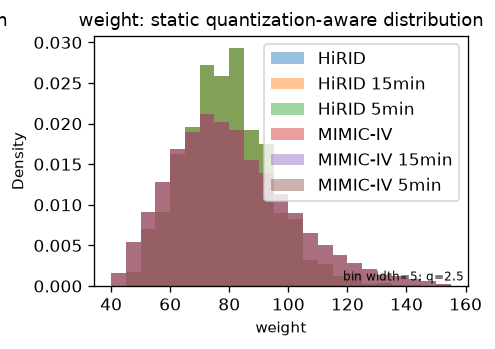 n
weight: static quantization-aware distribution
0.030
0.025
0.020
0.015
0.010
0.005
0.000
Density
HiRID
HiRID 15min
HiRID 5min
MIMIC-IV
MIMIC-IV 15min
MIMIC-IV 5min
bin width=5; q=2.5
40 60 80 100 120 140 160
weight